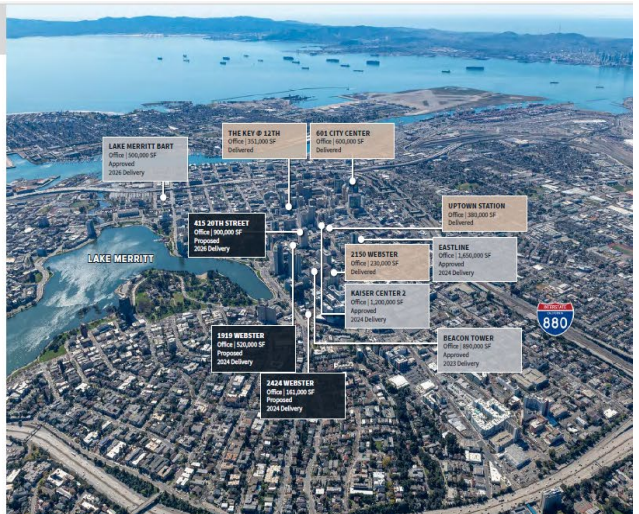 THE KEY @ 12TH
Office | 351,000 SF
Delivered
601 CITY CENTER
Office | 600,000 SF
Delivered
LAKE MERRITT BART
Office | 500,000 SF
Approved
2026 Delivery
UPTOWN STATION
Office | 380,000 SF
Delivered
415 20TH STREET
Office | 900,000 SF
Proposed
2026 Delivery
EASTLINE
Office | 1,650,000 SF
Approved
2024 Delivery
2150 WEBSTER
Office | 230,000 SF
Delivered
LAKE MERRITT
KAISER CENTER 2
Office | 1,200,000 SF
Approved
2024 Delivery
INTERSTATE
CALIFORNIA
880
1919 WEBSTER
Office | 520,000 SF
Proposed
2024 Delivery
BEACON TOWER
Office | 890,000 SF
Approved
2023 Delivery
2424 WEBSTER
Office | 161,000 SF
Proposed
2024 Delivery